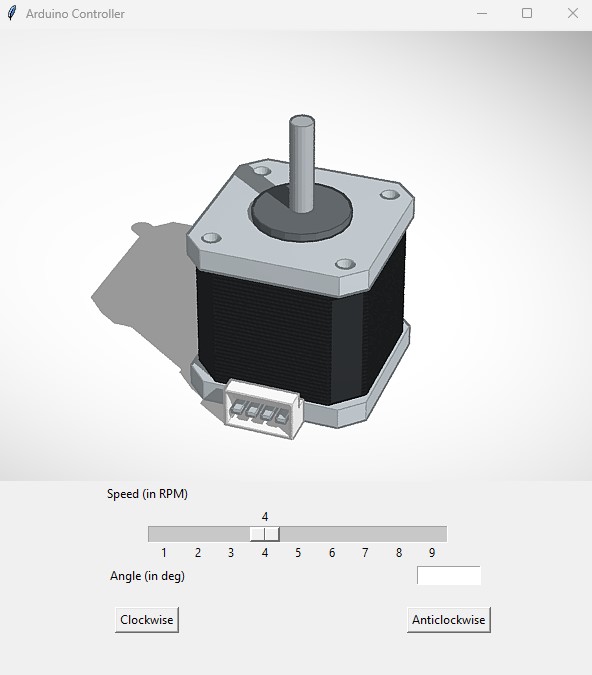 Arduino Controller
Speed (in RPM)
4
1 2 3 4 5 6 7 8 9
Angle (in deg)
Clockwise Anticlockwise